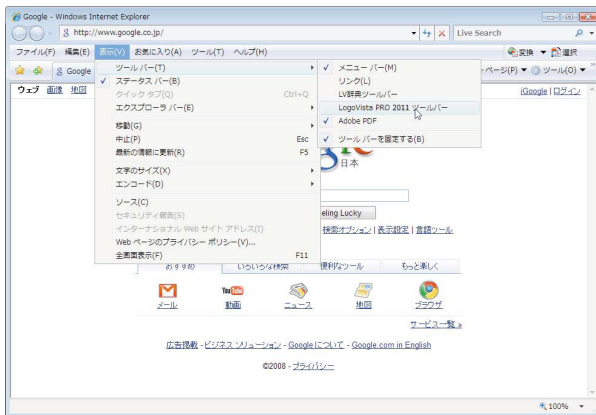 Google - Windows Internet Explorer
http://www.google.co.jp/
Live Search
ファイル(F) 編集(E) 表示(V) お気に入り(A) ツール(T) ヘルプ(H)
変換 選択
Google
ページ(P) ツール(O)
ウェブ 画像 地図
iGoogle | ログイン
ツール バー(T)
ステータス バー(B)
クイック タブ(Q) Ctrl+Q
エクスプローラ バー(E)
移動(G)
中止(P) Esc
最新の情報に更新(R) F5
文字のサイズ(X)
エンコード(D)
ソース(C)
セキュリティ報告(S)
インターナショナル Web サイト アドレス(I)
Web ページのプライバシー ポリシー(V)...
全画面表示(F) F11
メニュー バー(M)
リンク(L)
LV辞典ツールバー
LogoVista PRO 2011 ツールバー
Adobe PDF
ツール バーを固定する(B)
日本
eling Lucky
検索オプション | 表示設定 | 言語ツール
おすすめ いろいろな検索 便利なツール もっと楽しく
YouTube
メール 動画 ニュース 地図 ブラウザ
サービス一覧 »
広告掲載 - ビジネス ソリューション - Google について - Google.com in English
©2008 - プライバシー
100%